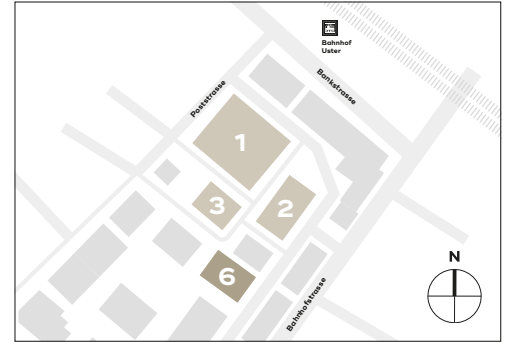 Bahnhof
Uster
Bankstrasse
Poststrasse
1
3
2
6
Bahnhofstrasse
N